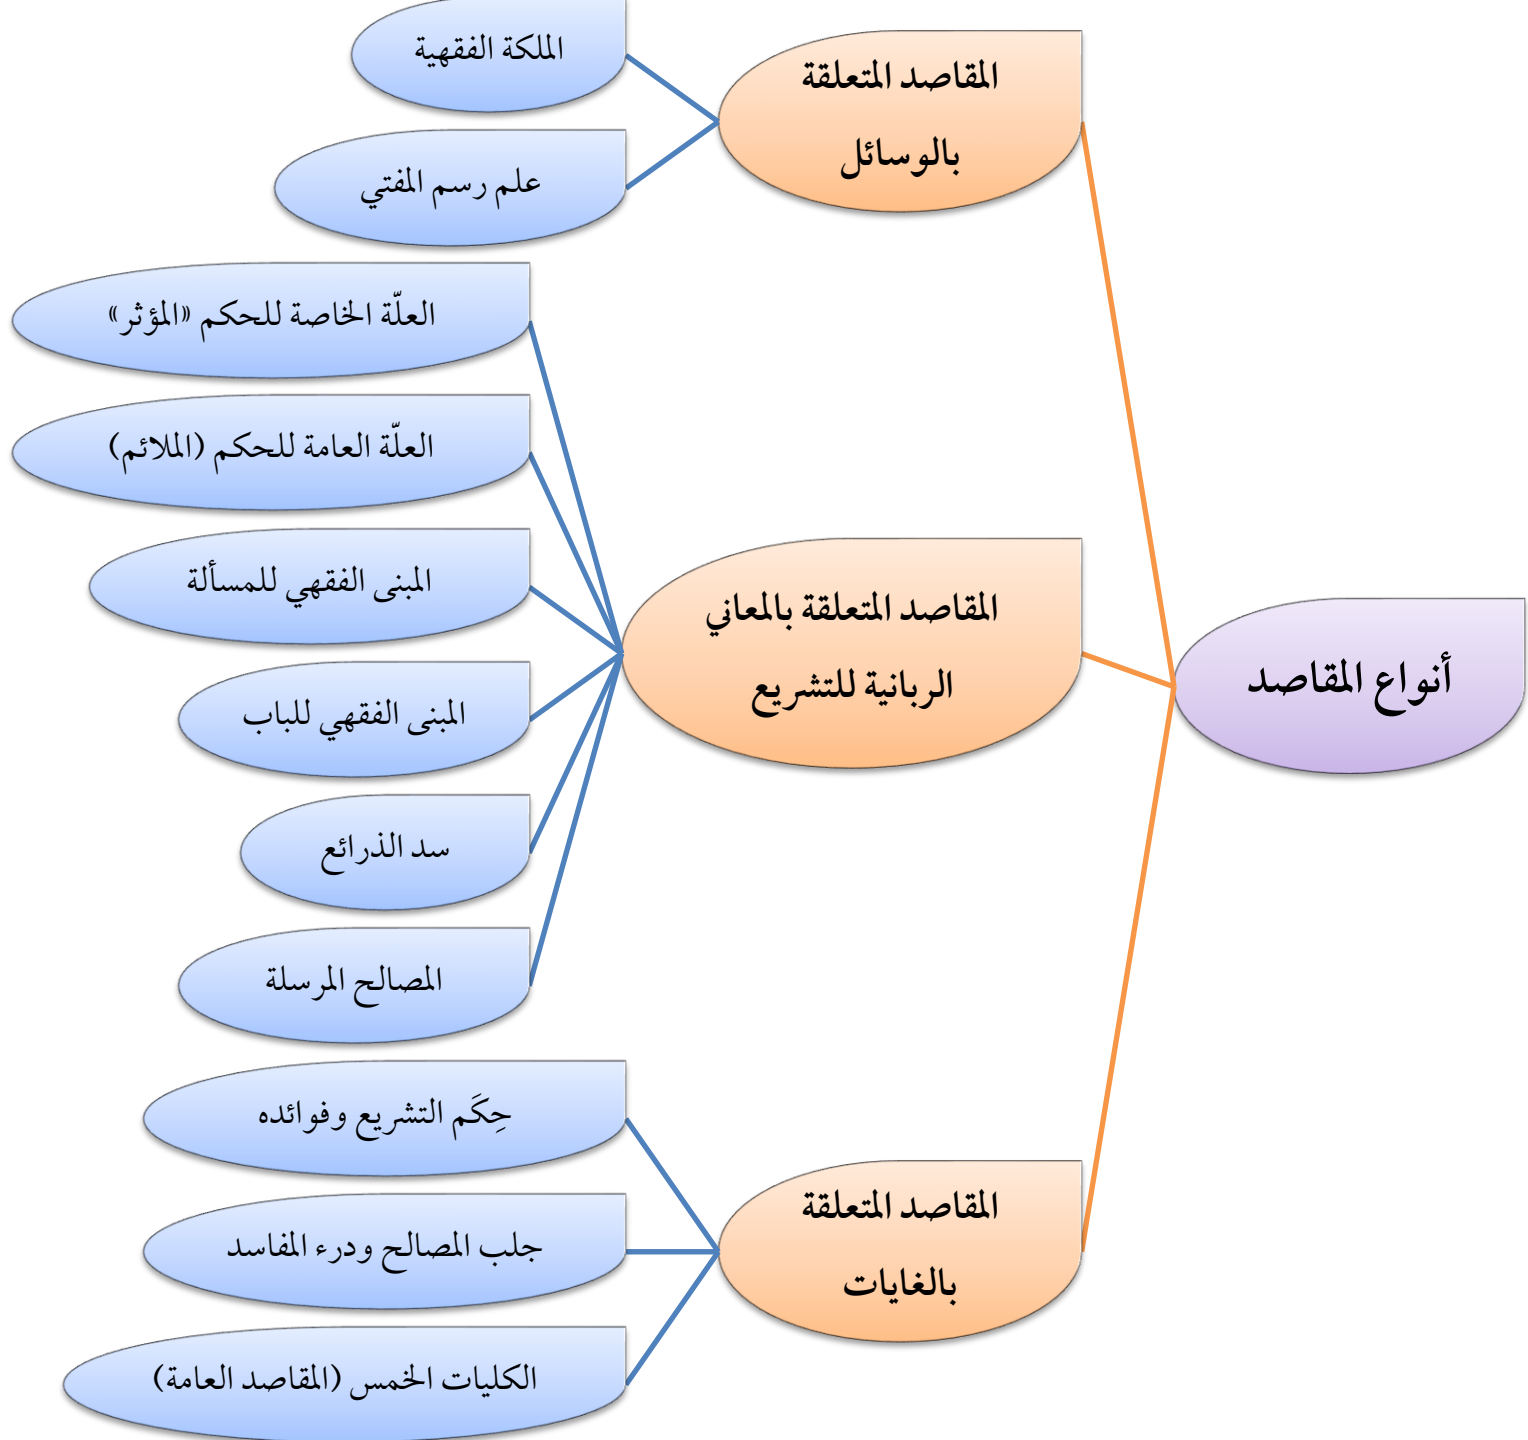 أنواع المقاصد
المقاصد المتعلقة
بالوسائل
الملكة الفقهية
علم رسم المفتي
المقاصد المتعلقة بالمعاني
الربانية للتشريع
العلّة الخاصة للحكم «المؤثر»
العلّة العامة للحكم (الملائم)
المبنى الفقهي للمسألة
المبنى الفقهي للباب
سد الذرائع
المصالح المرسلة
المقاصد المتعلقة
بالغايات
حِكَم التشريع وفوائده
جلب المصالح ودرء المفاسد
الكليات الخمس (المقاصد العامة)